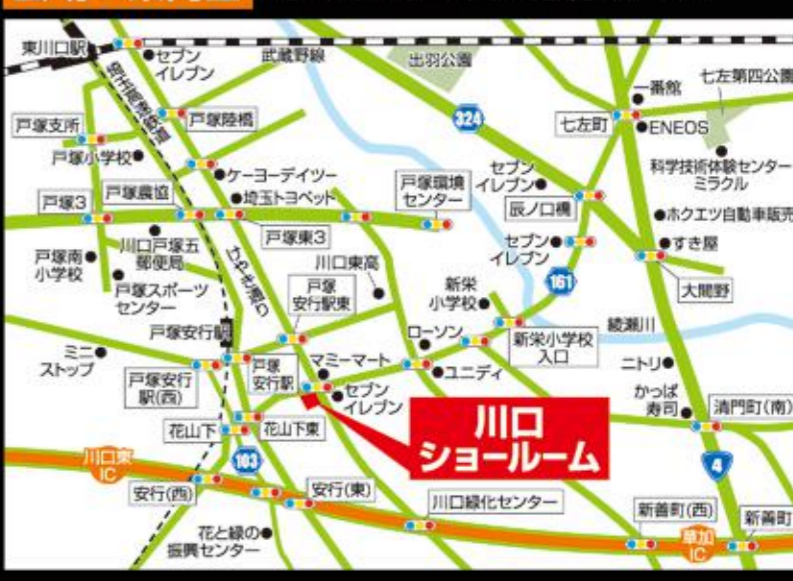 東川口駅
セブン
イレブン
武蔵野線
出羽公園
一番館
七左第四公園
戸塚支所
戸塚陸橋
324
七左町
ENEOS
戸塚小学校
ケーヨーデイツー
セブン
イレブン
科学技術体験センター
ミラクル
戸塚3
戸塚農協
埼玉トヨペット
戸塚環境
センター
辰ノ口橋
ホクエツ自動車販売
川口戸塚五
郵便局
戸塚東3
セブン
イレブン
すき屋
戸塚南
小学校
戸塚スポーツ
センター
川口東高
新栄
小学校
161
大間野
戸塚
安行駅東
戸塚安行駅
ローソン
新栄小学校
入口
綾瀬川
ミニ
ストップ
戸塚安行
駅(西)
戸塚
安行駅
マミーマート
ユニディ
ニトリ
セブン
イレブン
かっぱ
寿司
清門町(南)
花山下
花山下東
川口
ショールーム
川口東
IC
103
4
安行(西)
安行(東)
川口緑化センター
新善町(西)
新善町
花と緑の
振興センター
草加
IC